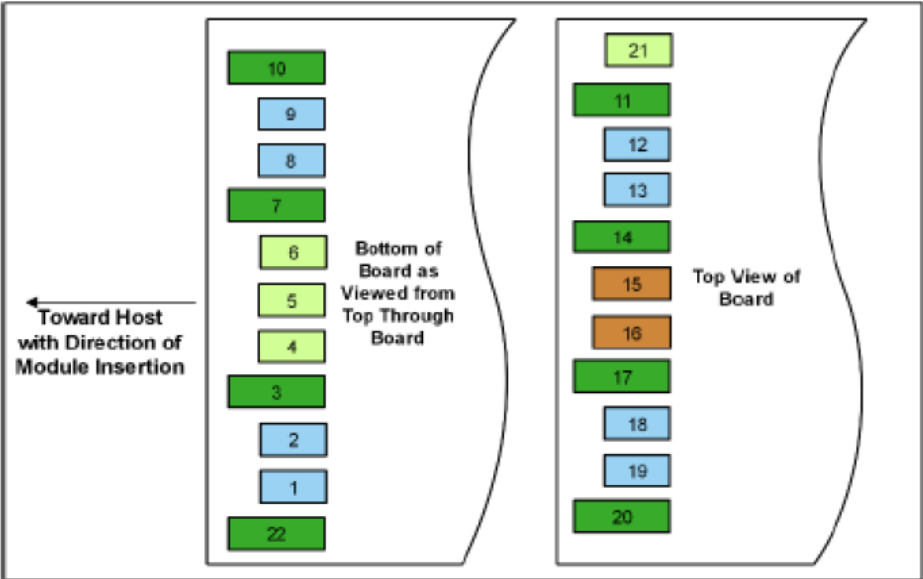 10
9
8
7
6
5
4
3
2
1
22
Toward Host
with Direction of
Module Insertion
Bottom of
Board as
Viewed from
Top Through
Board
21
11
12
13
14
15
16
17
18
19
20
Top View of
Board